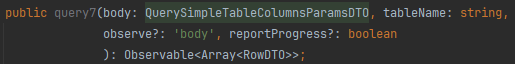 public query7(body: QuerySimpleTableColumnsParamsDTO, tableName: string,
observe?: 'body', reportProgress?: boolean
): Observable<Array<RowDTO>>;